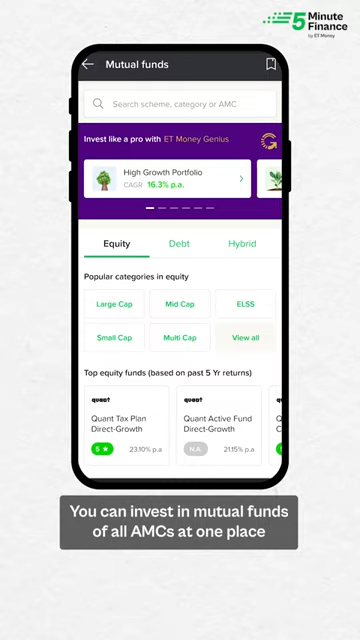 5 Minute
Finance
by ET Money
Mutual funds
Search scheme, category or AMC
Invest like a pro with ET Money Genius
High Growth Portfolio
CAGR 16.3% p.a.
Equity Debt Hybrid
Popular categories in equity
Large Cap Mid Cap ELSS
Small Cap Multi Cap View all
Top equity funds (based on past 5 Yr returns)
quant quant
Quant Tax Plan Quant Active Fund Qu
Direct-Growth Direct-Growth
5 ★ 23.10% p.a N.A 21.15% p.a
You can invest in mutual funds
of all AMCs at one place